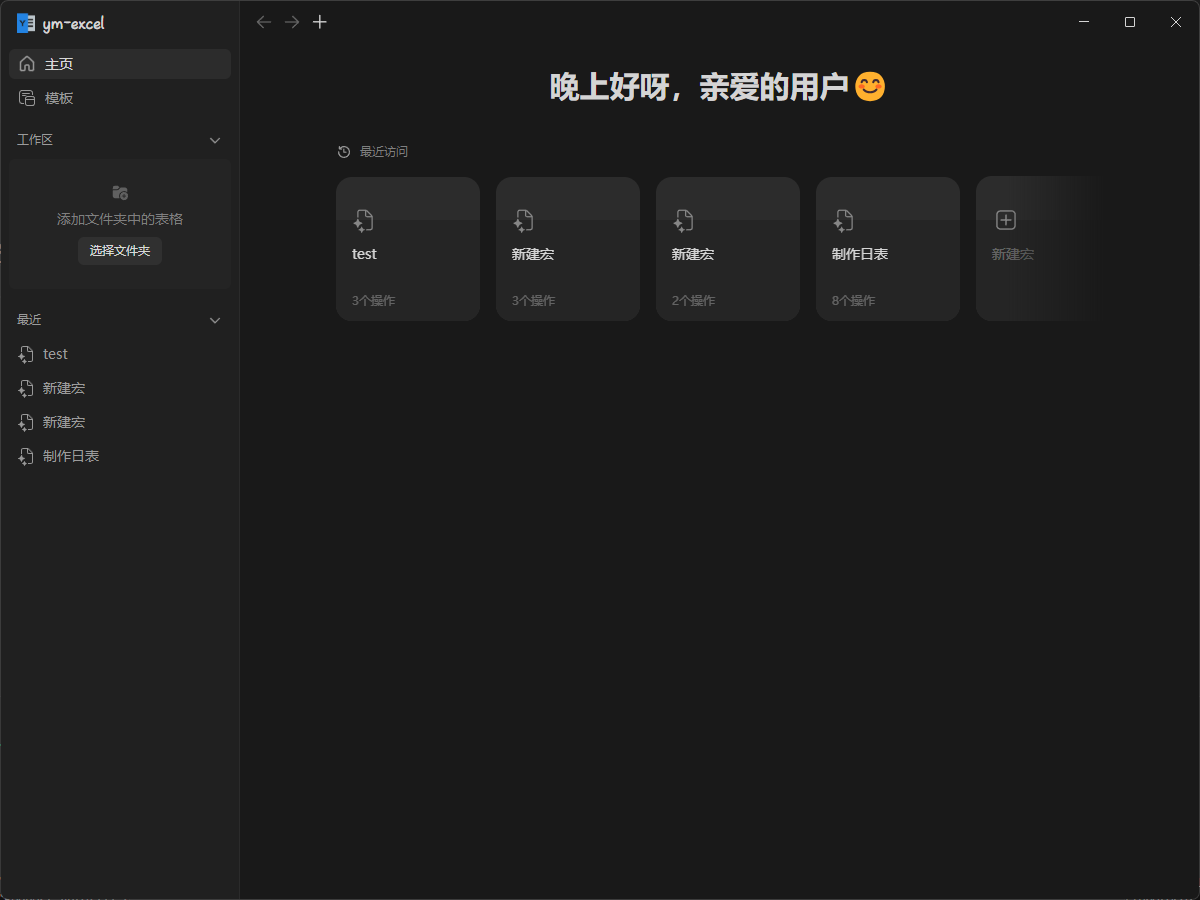 ym-excel
主页
模板
工作区
添加文件夹中的表格
选择文件夹
最近
test
新建宏
新建宏
制作日表
晚上好呀，亲爱的用户😊
最近访问
test
3个操作
新建宏
3个操作
新建宏
2个操作
制作日表
8个操作
新建宏